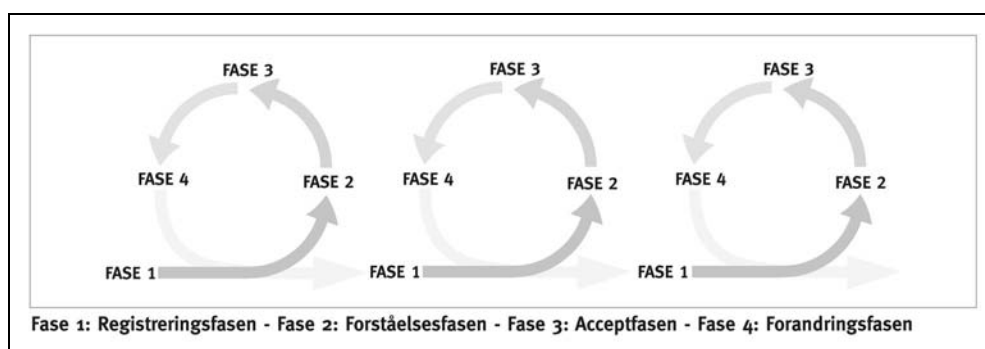 FASE 3 FASE 3 FASE 3
FASE 4 FASE 2 FASE 4 FASE 2 FASE 4 FASE 2
FASE 1 FASE 1 FASE 1
Fase 1: Registreringsfasen - Fase 2: Forståelsesfasen - Fase 3: Acceptfasen - Fase 4: Forandringsfasen